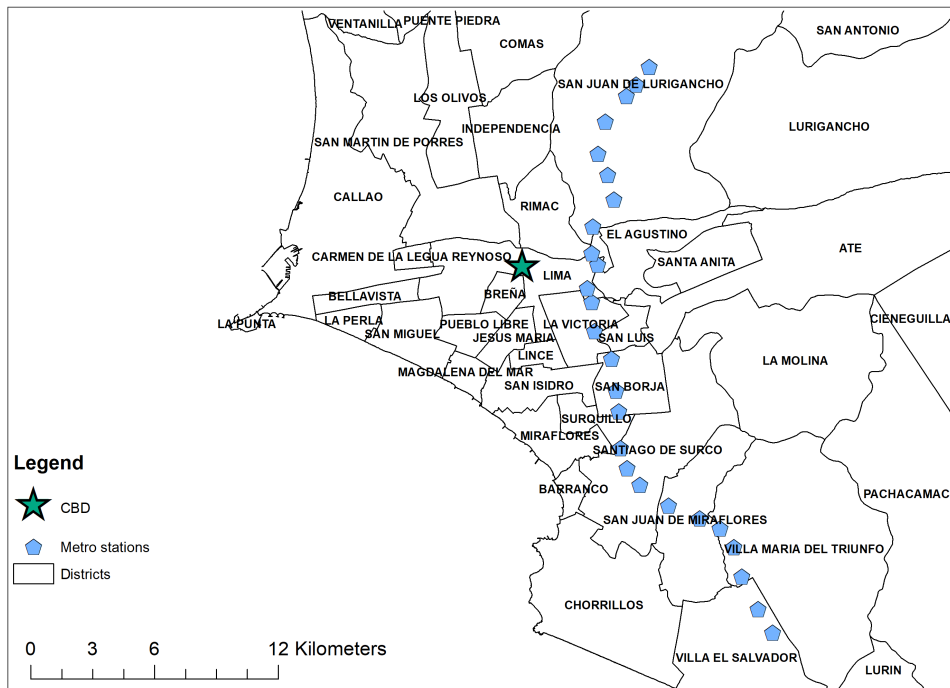 VENTANILLA
PUENTE PIEDRA
SAN ANTONIO
COMAS
SAN JUAN DE LURIGANCHO
LOS OLIVOS
INDEPENDENCIA
LURIGANCHO
SAN MARTIN DE PORRES
CALLAO
RIMAC
EL AGUSTINO
ATE
CARMEN DE LA LEGUA REYNOSO
SANTA ANITA
LIMA
BREÑA
BELLAVISTA
LA PUNTA
LA PERLA
SAN MIGUEL
PUEBLO LIBRE
LA VICTORIA
CIENEGUILLA
JESUS MARIA
SAN LUIS
LINCE
LA MOLINA
MAGDALENA DEL MAR
SAN ISIDRO
SAN BORJA
SURQUILLO
MIRAFLORES
SANTIAGO DE SURCO
BARRANCO
PACHACAMAC
SAN JUAN DE MIRAFLORES
VILLA MARIA DEL TRIUNFO
CHORRILLOS
VILLA EL SALVADOR
LURIN
Legend
CBD
Metro stations
Districts
0 3 6 12 Kilometers